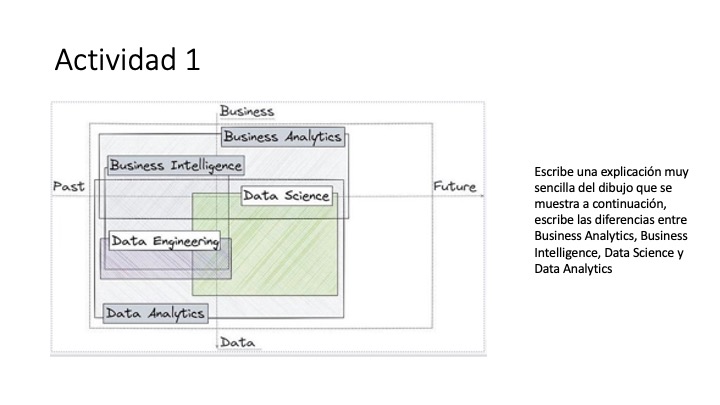 Actividad 1
Business
Business Analytics
Business Intelligence
Past
Future
Data Science
Data Engineering
Data Analytics
Data
Escribe una explicación muy
sencilla del dibujo que se
muestra a continuación,
escribe las diferencias entre
Business Analytics, Business
Intelligence, Data Science y
Data Analytics